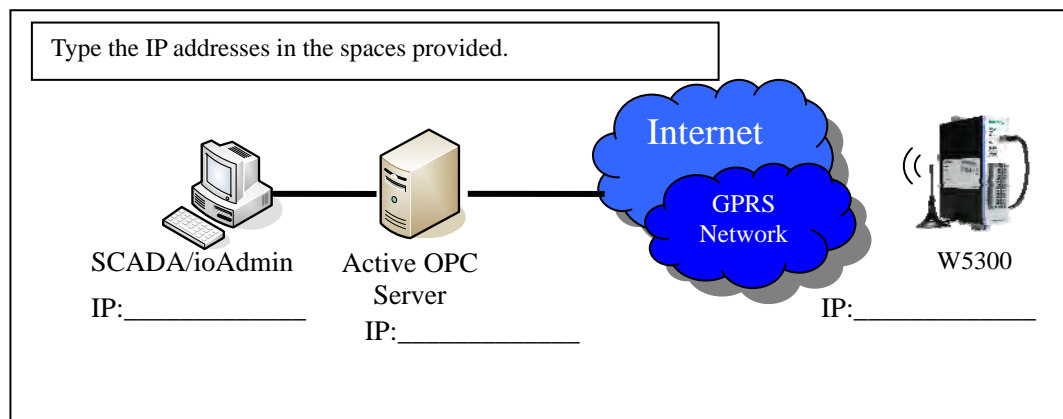 Type the IP addresses in the spaces provided.
Internet
GPRS
Network
SCADA/ioAdmin
Active OPC
Server
W5300
IP:_____________
IP:_____________
IP:_____________